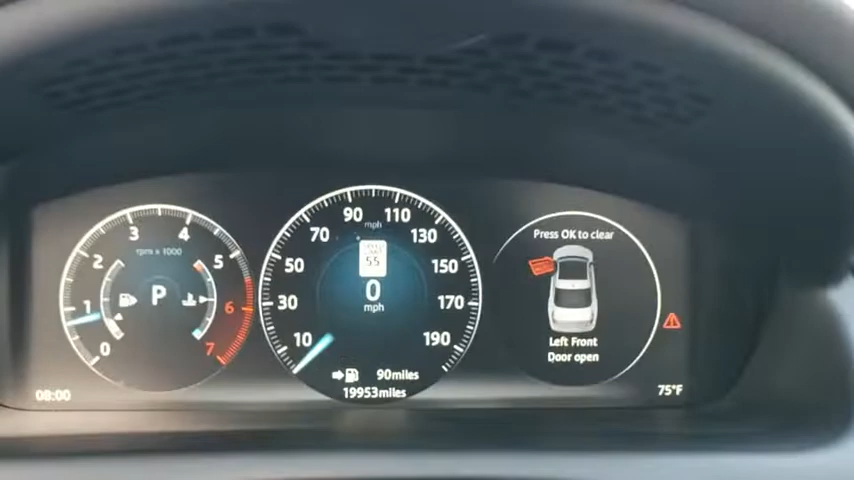 0
1
2
3
4
5
6
7
rpm x 1000
P
10
30
50
70
90
110
130
150
170
190
mph
55
0
mph
90miles
19953miles
Press OK to clear
Left Front
Door open
08:00
75°F